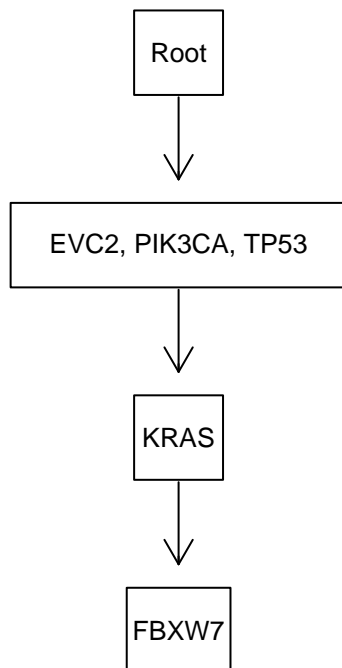 Root
EVC2, PIK3CA, TP53
KRAS
FBXW7